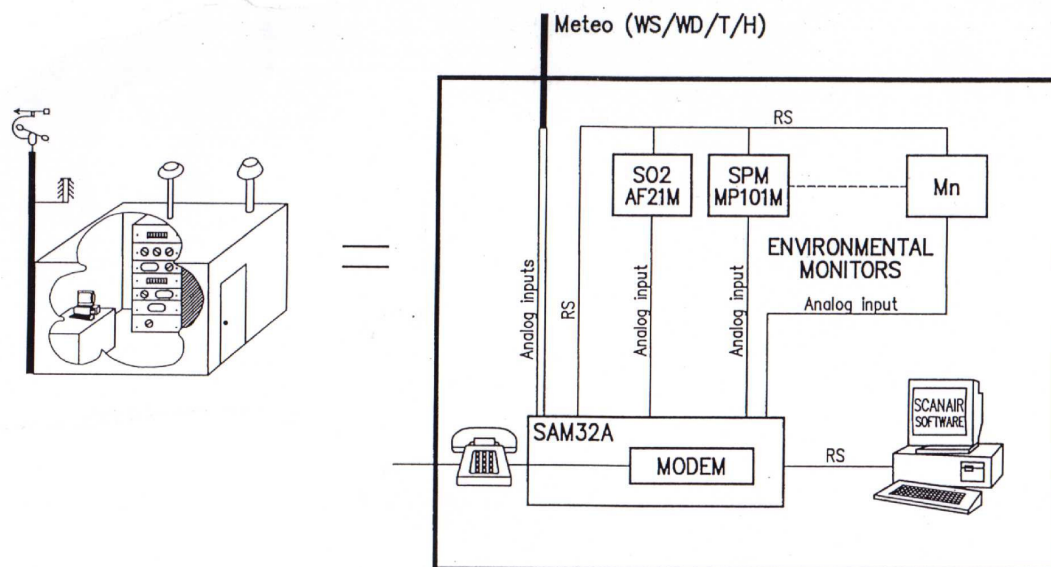 Meteo (WS/WD/T/H)
RS
SO2
AF21M
SPM
MP101M
Mn
ENVIRONMENTAL
MONITORS
Analog inputs
RS
Analog input
Analog input
Analog input
SCANAIR
SOFTWARE
SAM32A
MODEM
RS